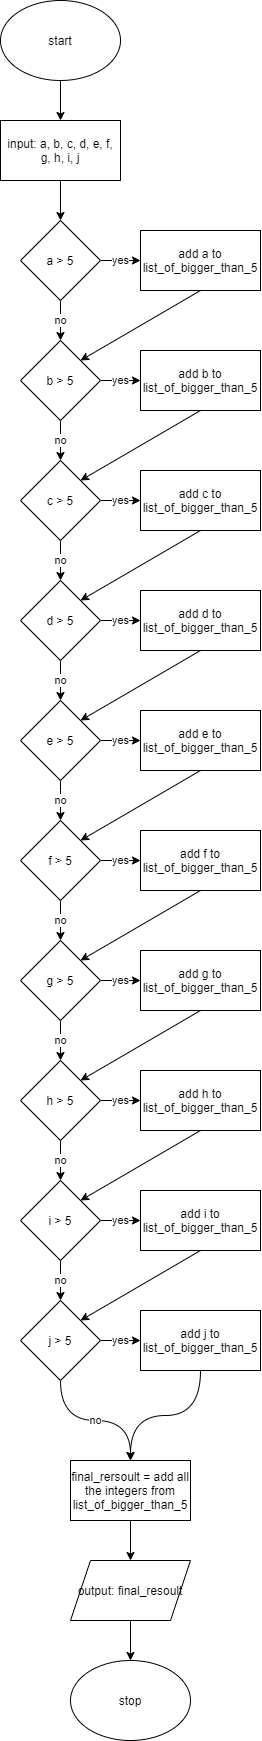 start
input: a, b, c, d, e, f,
g, h, i, j
a > 5
yes
add a to
list_of_bigger_than_5
no
b > 5
yes
add b to
list_of_bigger_than_5
no
c > 5
yes
add c to
list_of_bigger_than_5
no
d > 5
yes
add d to
list_of_bigger_than_5
no
e > 5
yes
add e to
list_of_bigger_than_5
no
f > 5
yes
add f to
list_of_bigger_than_5
no
g > 5
yes
add g to
list_of_bigger_than_5
no
h > 5
yes
add h to
list_of_bigger_than_5
no
i > 5
yes
add i to
list_of_bigger_than_5
no
j > 5
yes
add j to
list_of_bigger_than_5
no
final_rersoult = add all
the integers from
list_of_bigger_than_5
output: final_resoult
stop